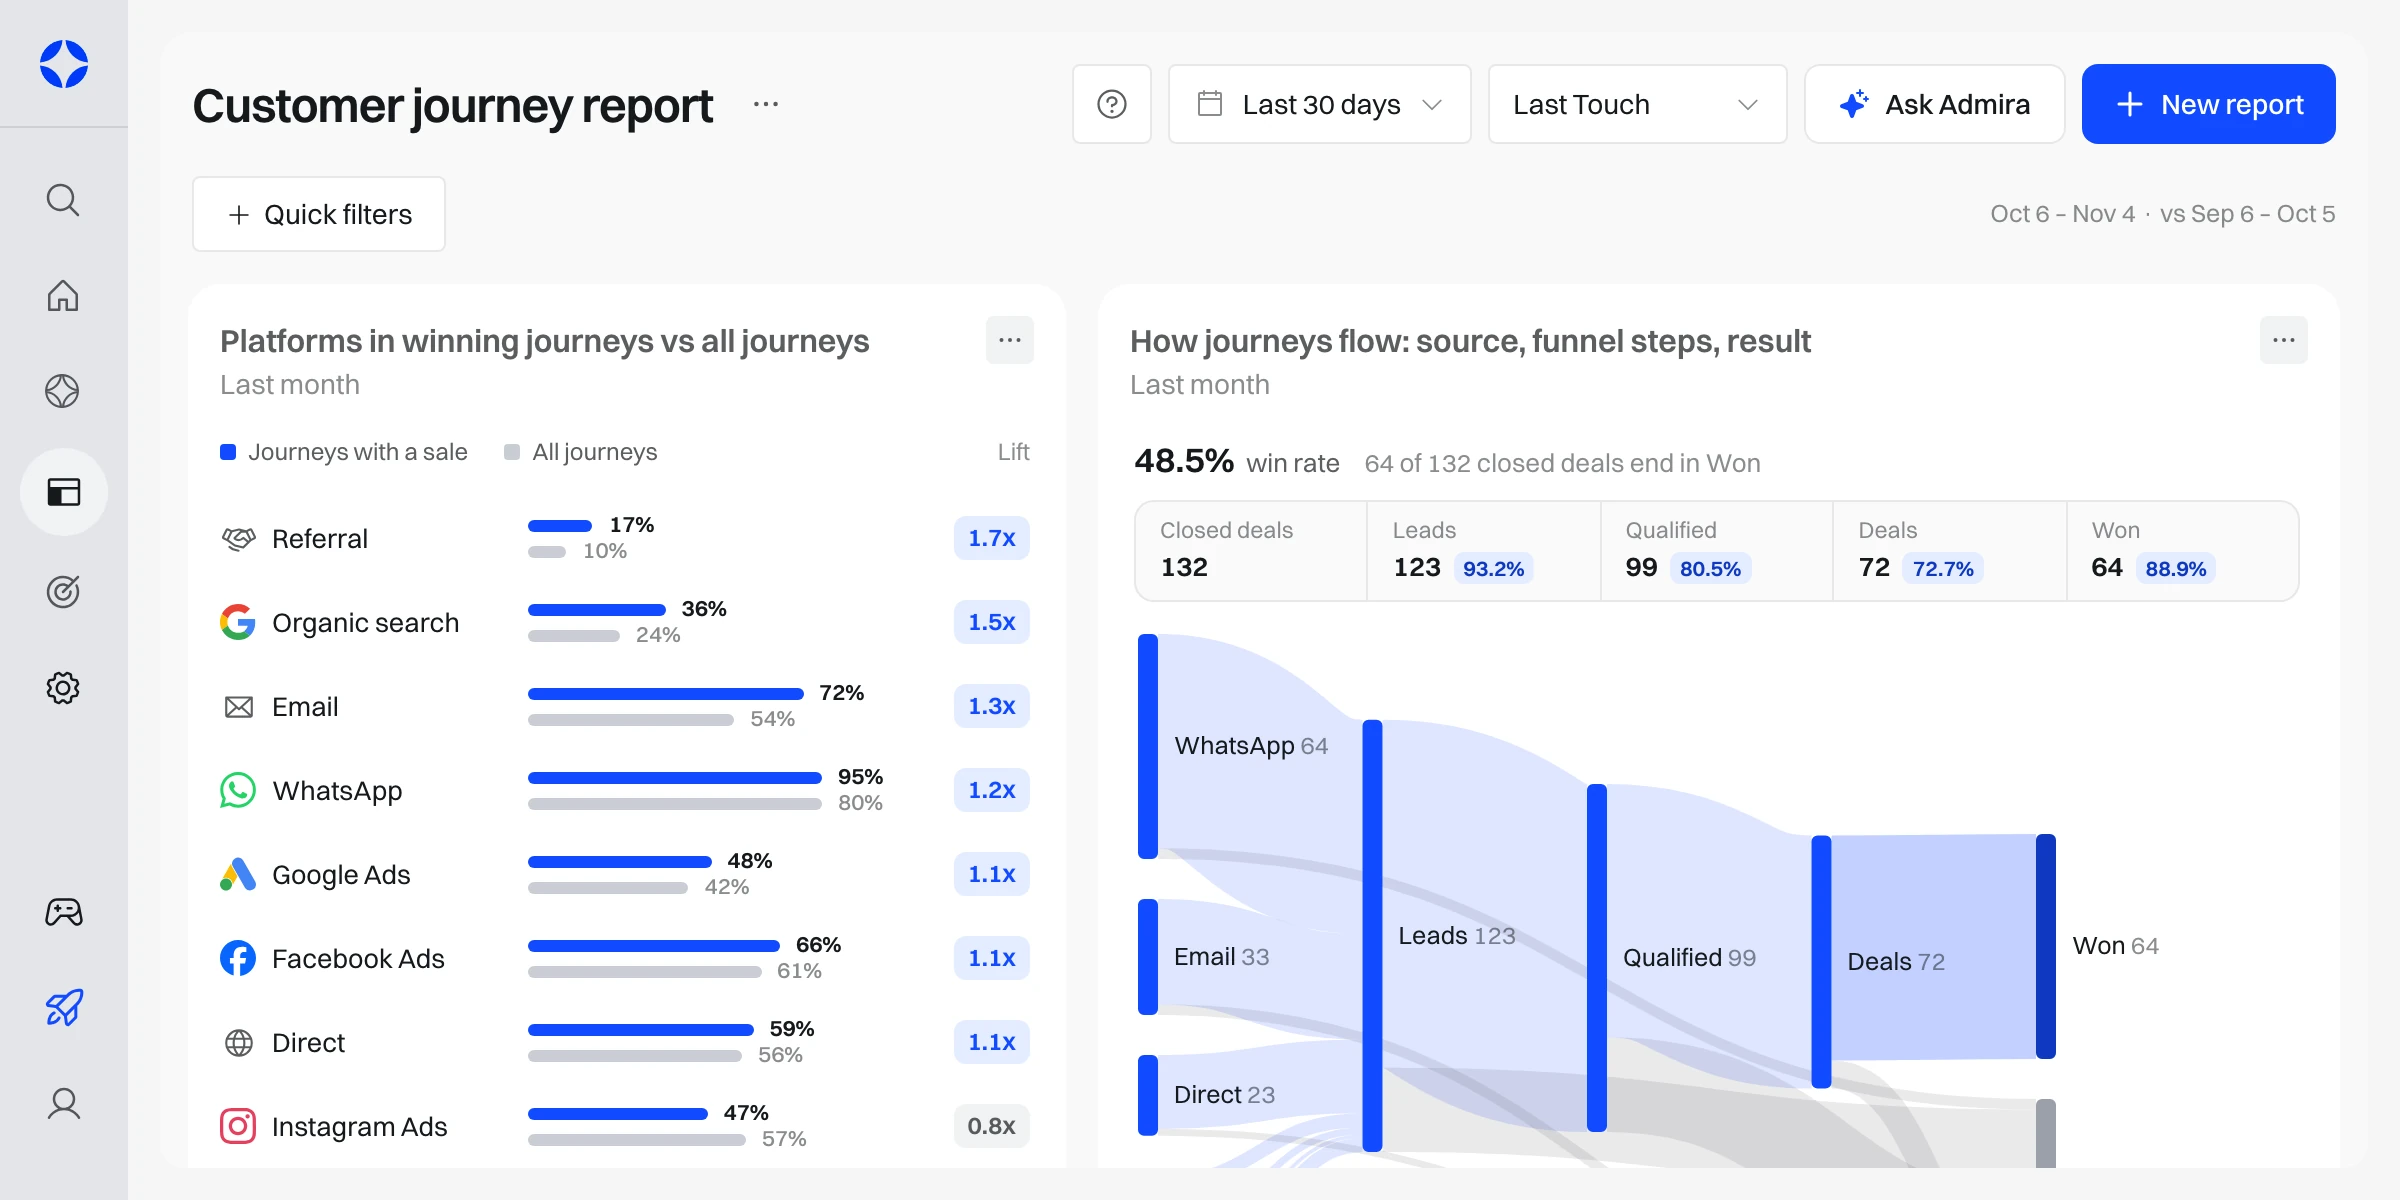 Customer journey report
Last 30 days
Last Touch
Ask Admira
New report
Quick filters
Oct 6 – Nov 4 · vs Sep 6 – Oct 5
Platforms in winning journeys vs all journeys
Last month
Journeys with a sale
All journeys
Lift
Referral 17% 10% 1.7x
Organic search 36% 24% 1.5x
Email 72% 54% 1.3x
WhatsApp 95% 80% 1.2x
Google Ads 48% 42% 1.1x
Facebook Ads 66% 61% 1.1x
Direct 59% 56% 1.1x
Instagram Ads 47% 57% 0.8x
How journeys flow: source, funnel steps, result
Last month
48.5% win rate 64 of 132 closed deals end in Won
Closed deals Leads Qualified Deals Won
132 123 93.2% 99 80.5% 72 72.7% 64 88.9%
WhatsApp 64
Email 33
Direct 23
Leads 123
Qualified 99
Deals 72
Won 64